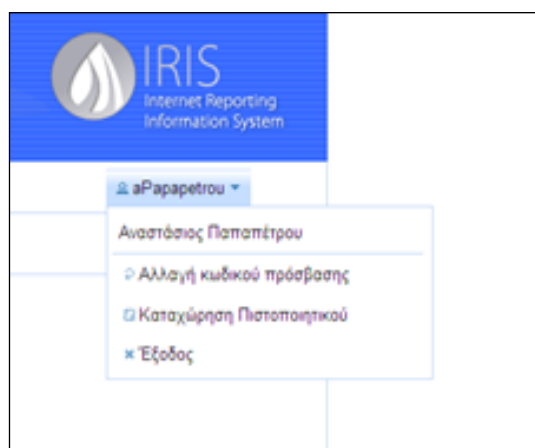 IRIS
Internet Reporting
Information System
aPapapetrou
Αναστάσιος Παπαπέτρου
Αλλαγή κωδικού πρόσβασης
Καταχώρηση Πιστοποιητικού
Έξοδος